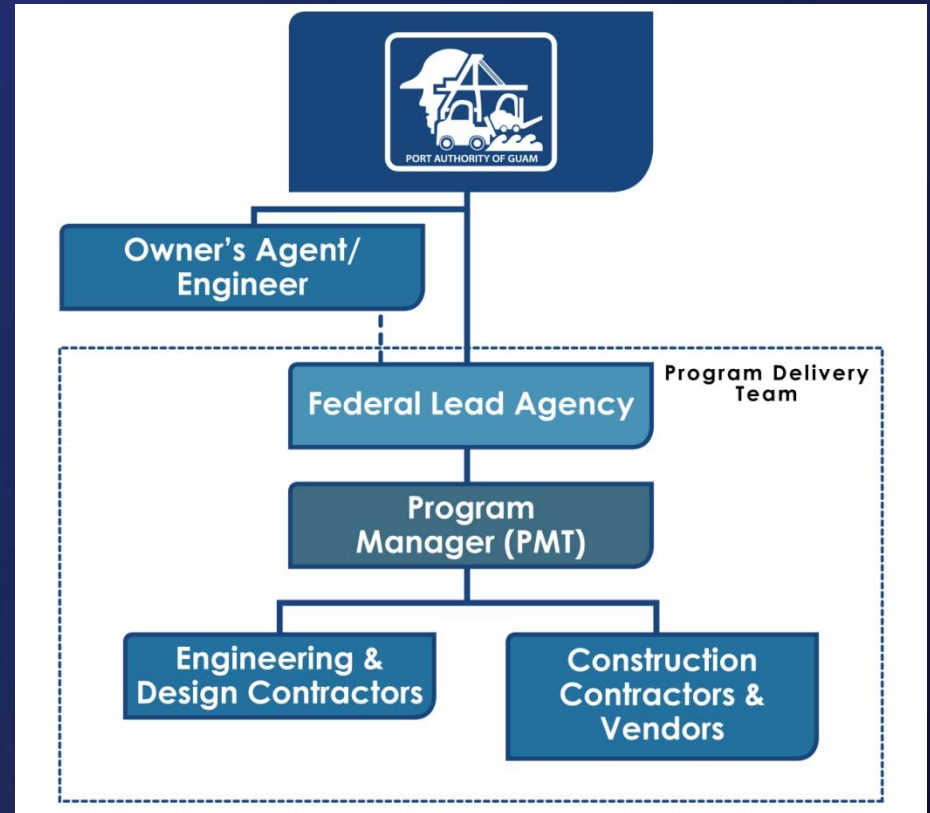 PORT AUTHORITY OF GUAM
Owner's Agent/
Engineer
Federal Lead Agency
Program Delivery
Team
Program
Manager (PMT)
Engineering &
Design Contractors
Construction
Contractors &
Vendors